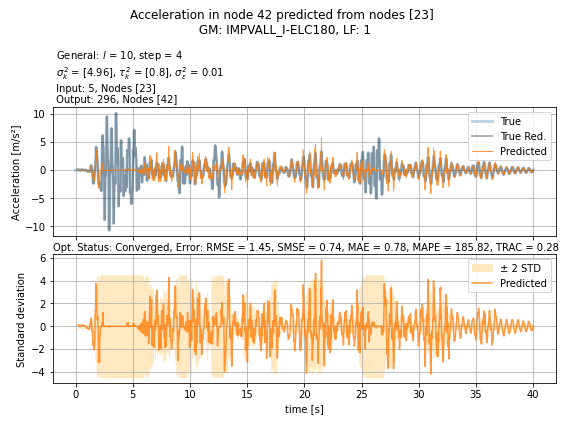 Acceleration in node 42 predicted from nodes [23]
GM: IMPVALL_I-ELC180, LF: 1
General: l = 10, step = 4
σ²ₖ = [4.96], τ²ₖ = [0.8], σ²ε = 0.01
Input: 5, Nodes [23]
Output: 296, Nodes [42]
Acceleration [m/s²]
10
5
0
−5
−10
True
True Red.
Predicted
Opt. Status: Converged, Error: RMSE = 1.45, SMSE = 0.74, MAE = 0.78, MAPE = 185.82, TRAC = 0.28
Standard deviation
6
4
2
0
−2
−4
± 2 STD
Predicted
0 5 10 15 20 25 30 35 40
time [s]